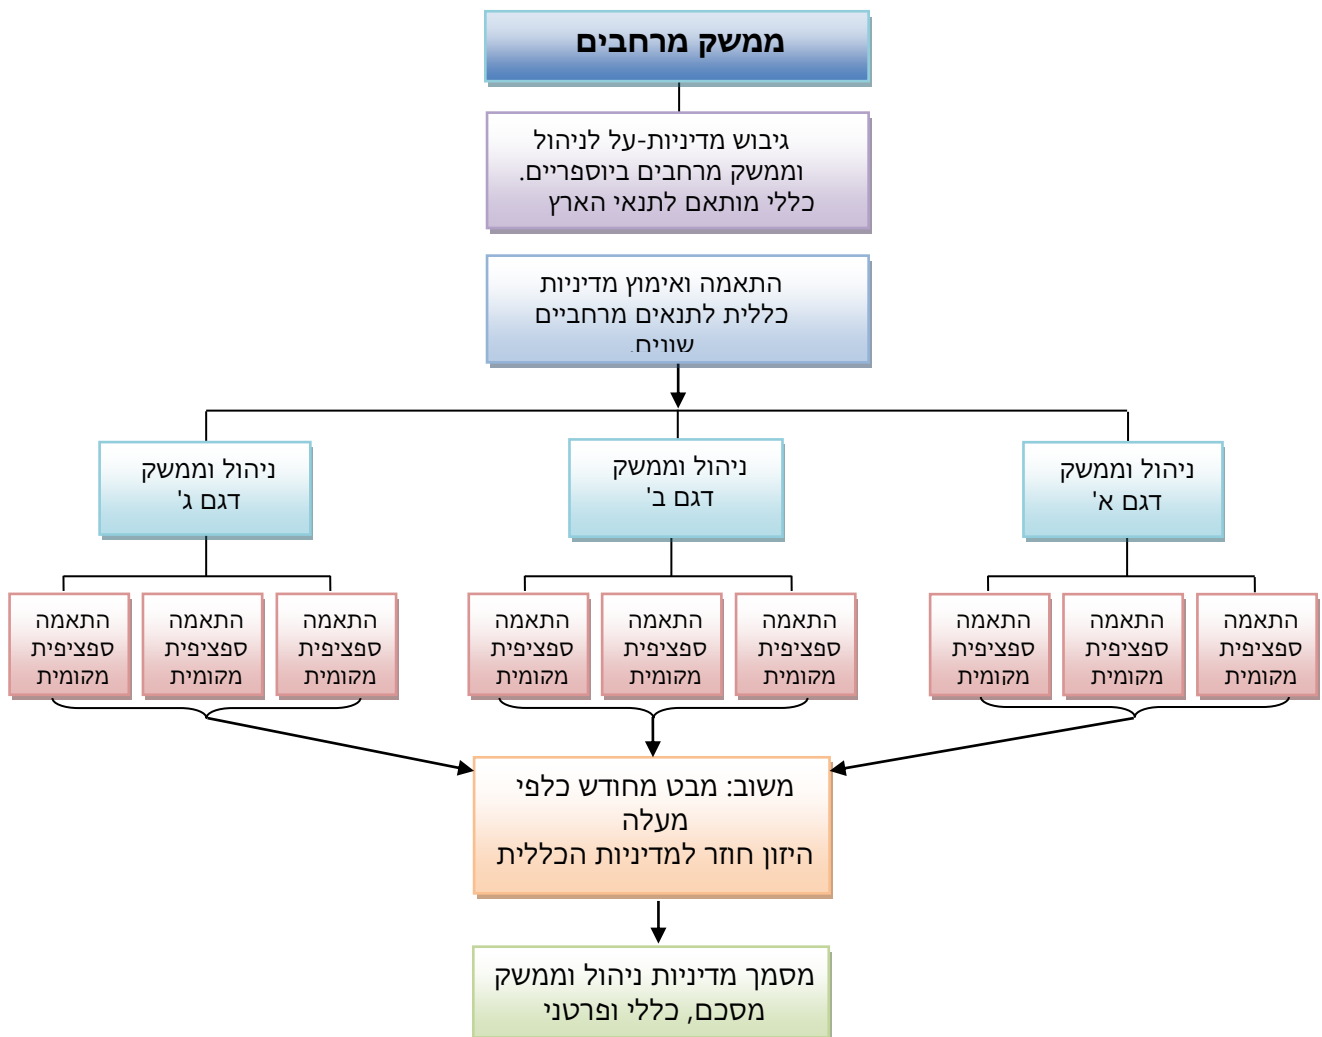 ממשק מרחבים
גיבוש מדיניות-על לניהול
וממשק מרחבים ביוספריים.
כללי מותאם לתנאי הארץ
התאמה ואימוץ מדיניות
כללית לתנאים מרחביים
שווים.
ניהול וממשק
דגם א'
ניהול וממשק
דגם ב'
ניהול וממשק
דגם ג'
התאמה
ספציפית
מקומית
התאמה
ספציפית
מקומית
התאמה
ספציפית
מקומית
התאמה
ספציפית
מקומית
התאמה
ספציפית
מקומית
התאמה
ספציפית
מקומית
התאמה
ספציפית
מקומית
התאמה
ספציפית
מקומית
התאמה
ספציפית
מקומית
משוב: מבט מחודש כלפי
מעלה
היזון חוזר למדיניות הכללית
מסמך מדיניות ניהול וממשק
מסכם, כללי ופרטני